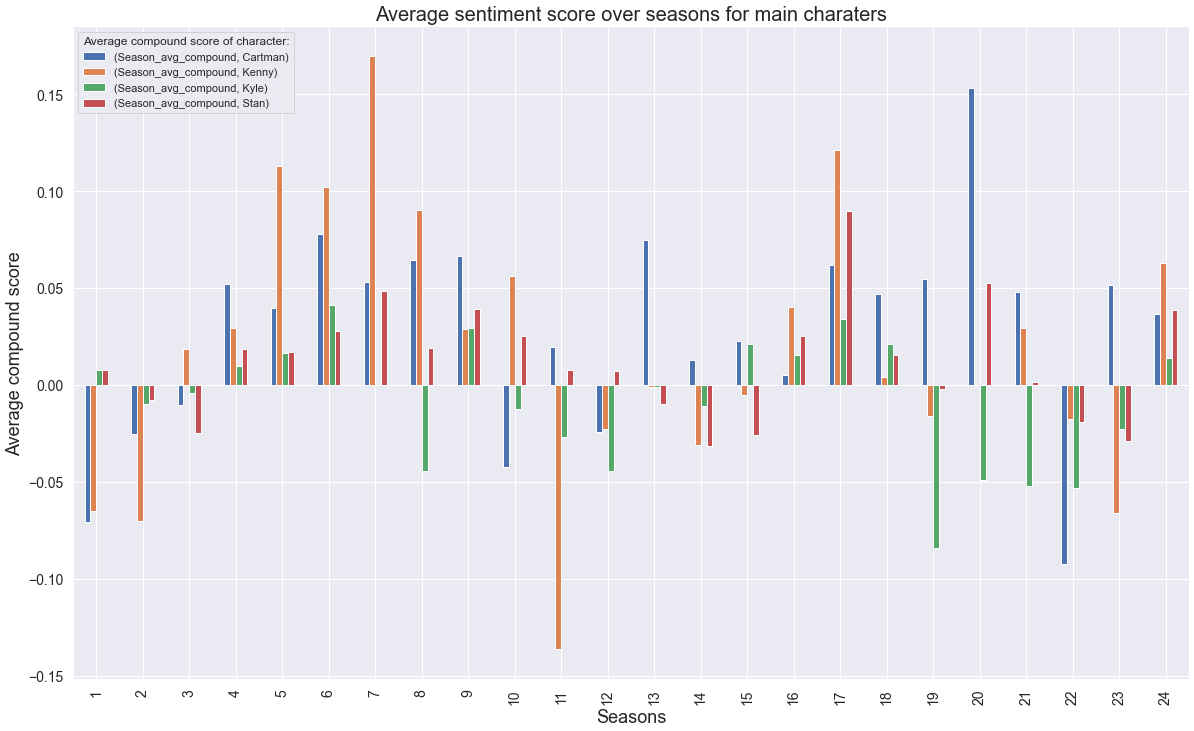 Average sentiment score over seasons for main charaters
Average compound score of character:
(Season_avg_compound, Cartman)
(Season_avg_compound, Kenny)
(Season_avg_compound, Kyle)
(Season_avg_compound, Stan)
Average compound score
0.15
0.10
0.05
0.00
−0.05
−0.10
−0.15
1 2 3 4 5 6 7 8 9 10 11 12 13 14 15 16 17 18 19 20 21 22 23 24
Seasons